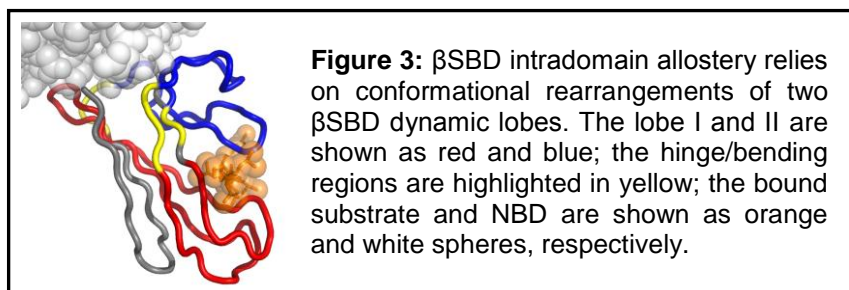 Figure 3: βSBD intradomain allostery relies
on conformational rearrangements of two
βSBD dynamic lobes. The lobe I and II are
shown as red and blue; the hinge/bending
regions are highlighted in yellow; the bound
substrate and NBD are shown as orange
and white spheres, respectively.